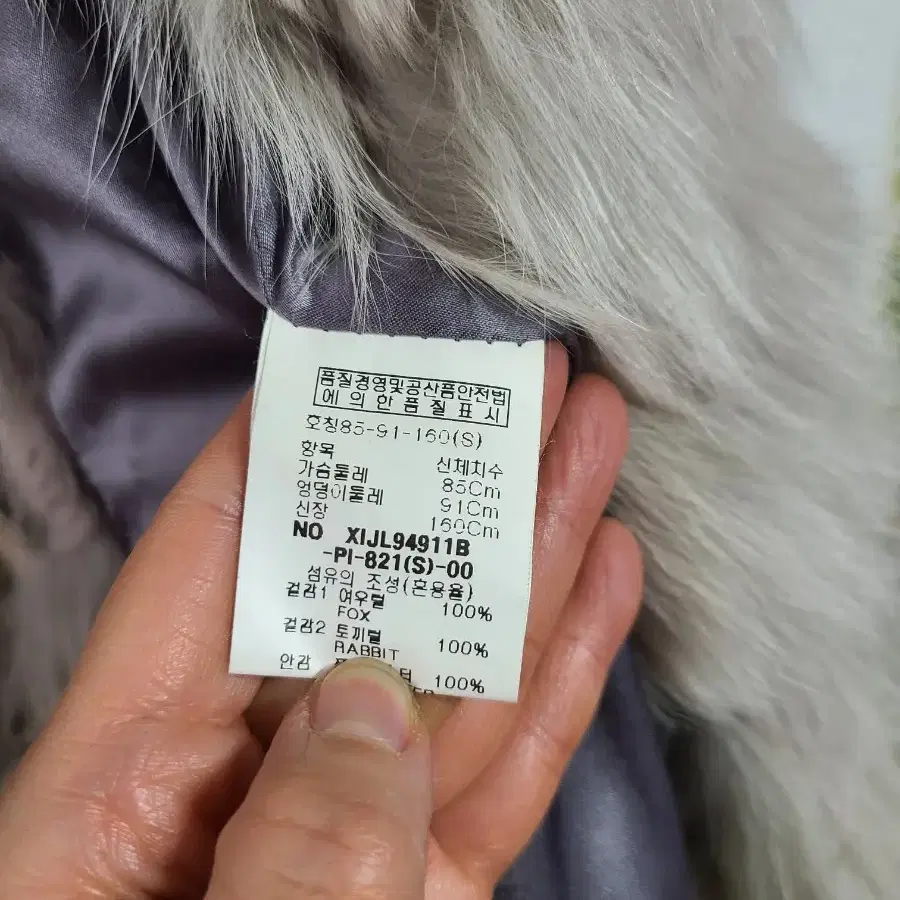 품질경영및공산품안전법
에 의 한 품 질 표 시
호칭85-91-160(S)
항목 신체치수
가슴둘레 85Cm
엉덩이둘레 91Cm
신장 160Cm
NO XIJL94911B
-PI-821(S)-00
섬유의 조성(혼용율)
겉감1 여우털 100%
FOX
겉감2 토끼털 100%
RABBIT
안감 100%